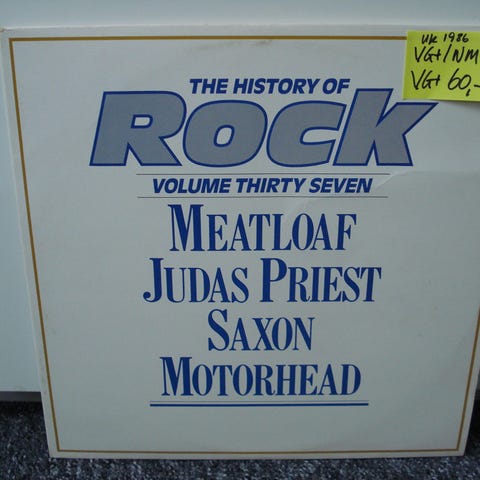 UK 1986
VG+/NM
VG+ 60,-
THE HISTORY OF
ROCK
VOLUME THIRTY SEVEN
MEATLOAF
JUDAS PRIEST
SAXON
MOTORHEAD